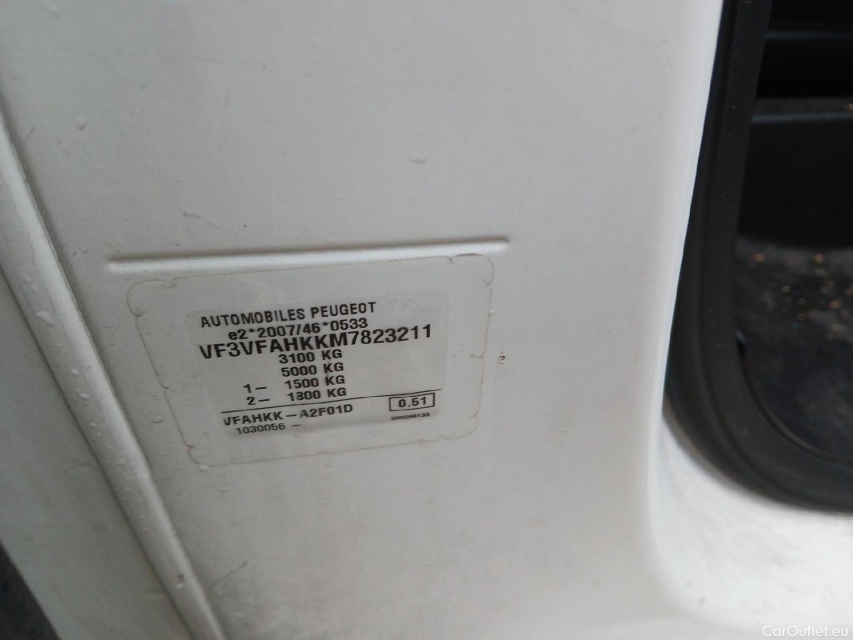 AUTOMOBILES PEUGEOT
e2*2007/46*0533
VF3VFAHKKM7823211
3100 KG
5000 KG
1- 1500 KG
2- 1800 KG
VFAHKK-A2F01D 0.51
1030056 -
CarOutlet.eu